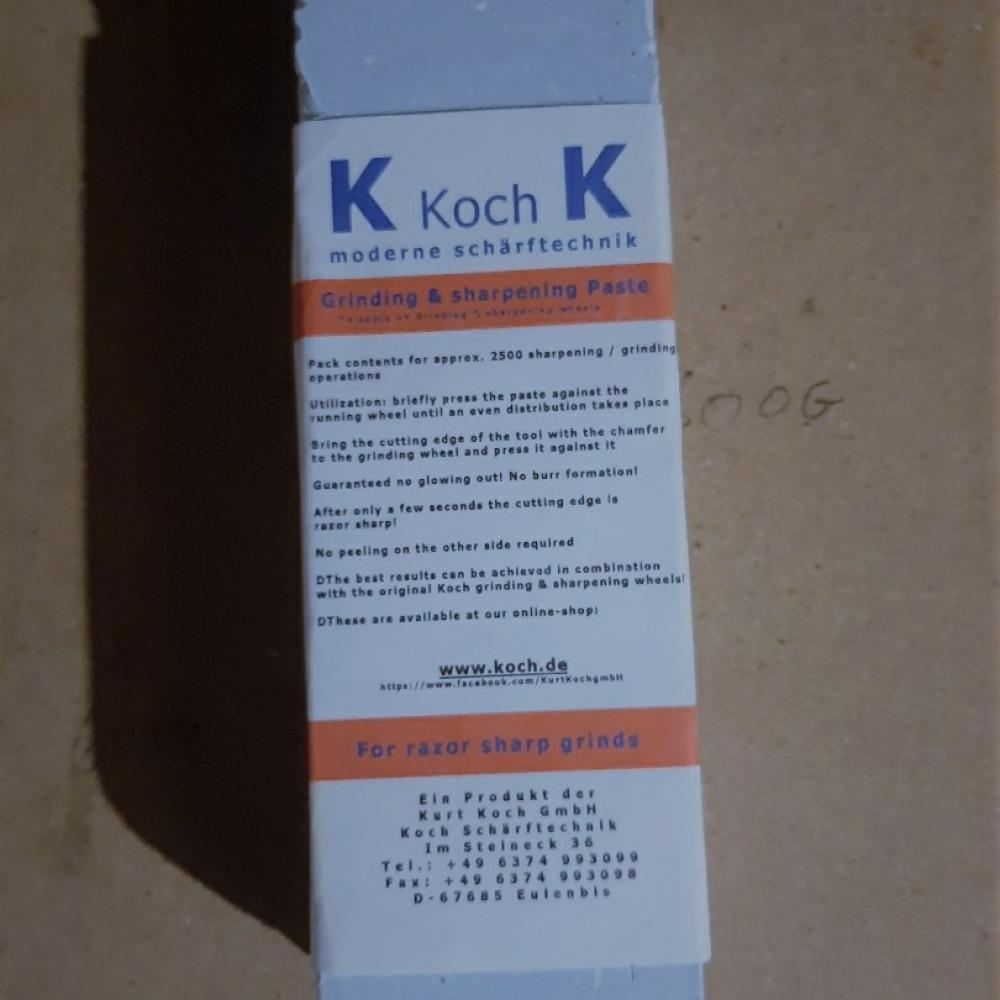 K Koch K
moderne schärftechnik
Grinding & sharpening Paste
To apply on Grinding & sharpening wheels
Pack contents for approx. 2500 sharpening / grinding
operations
Utilization: briefly press the paste against the
running wheel until an even distribution takes place
Bring the cutting edge of the tool with the chamfer
to the grinding wheel and press it against it
Guaranteed no glowing out! No burr formation!
After only a few seconds the cutting edge is
razor sharp!
No peeling on the other side required
DThe best results can be achieved in combination
with the original Koch grinding & sharpening wheels!
DThese are available at our online-shop:
www.koch.de
https://www.facebook.com/KurtKochgmbH
For razor sharp grinds
Ein Produkt der
Kurt Koch GmbH
Koch Schärftechnik
Im Steineck 36
Tel.: +49 6374 993099
Fax: +49 6374 993098
D-67685 Eulenbis